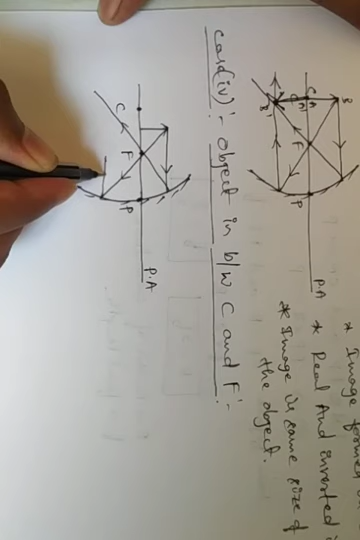 * Image formed
* Real And inverted
* Image is same size of
the object.
C
A
B
F
P
P.A
case(iv):- object in b/w C and F:-
C
F
P
P.A